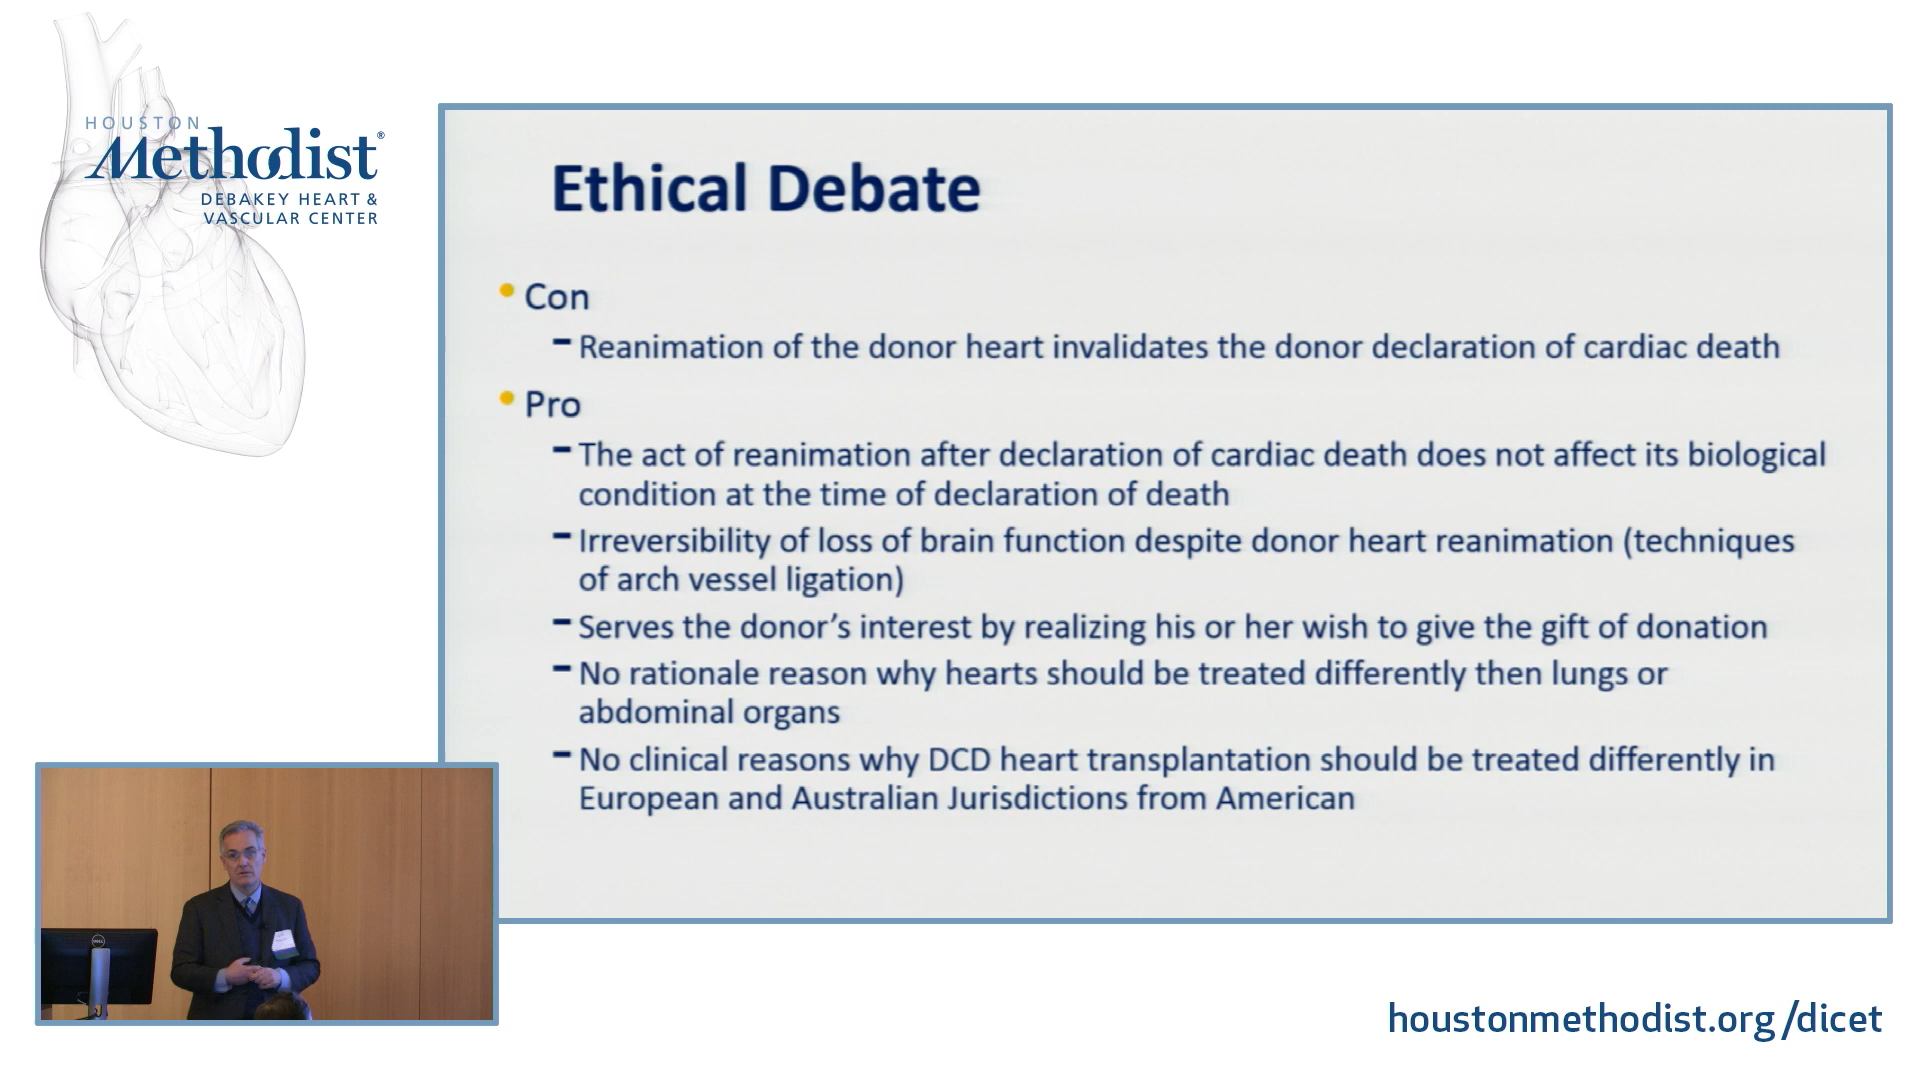 HOUSTON
Methodist®
DEBAKEY HEART &
VASCULAR CENTER
Ethical Debate
• Con
- Reanimation of the donor heart invalidates the donor declaration of cardiac death
• Pro
- The act of reanimation after declaration of cardiac death does not affect its biological
condition at the time of declaration of death
- Irreversibility of loss of brain function despite donor heart reanimation (techniques
of arch vessel ligation)
- Serves the donor’s interest by realizing his or her wish to give the gift of donation
- No rationale reason why hearts should be treated differently then lungs or
abdominal organs
- No clinical reasons why DCD heart transplantation should be treated differently in
European and Australian Jurisdictions from American
DELL
houstonmethodist.org/dicet